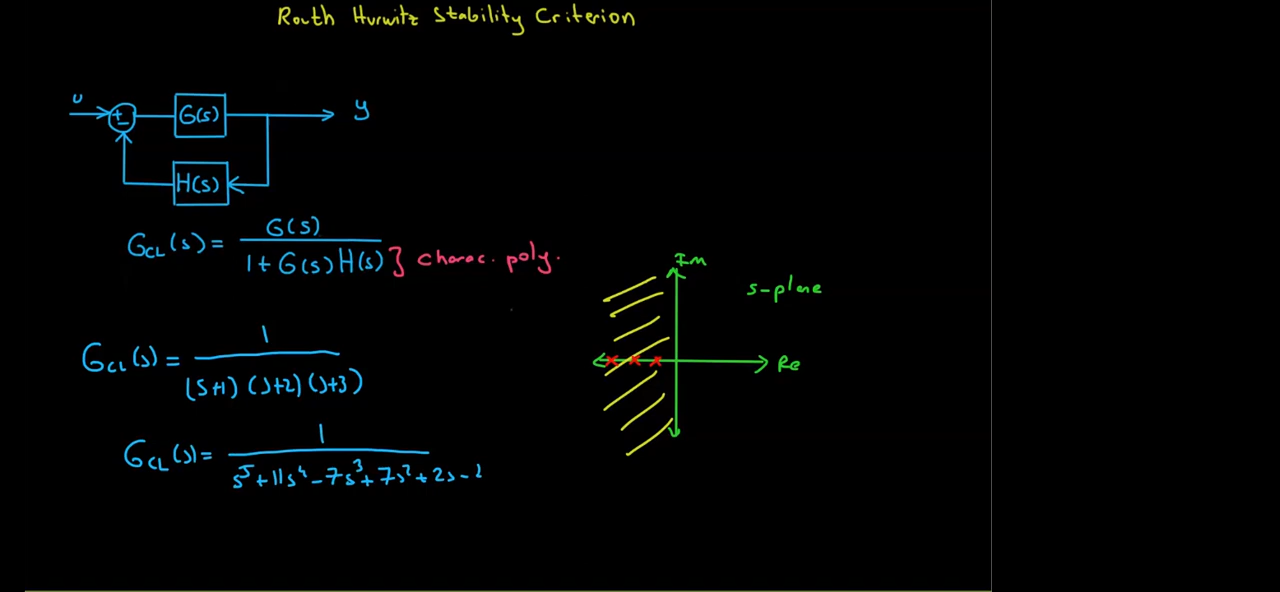 Routh Hurwitz Stability Criterion
u + - G(s) y
H(s)
G_CL(s) = G(s) / 1 + G(s) H(s) } charac. poly.
Im
s-plane
Re
G_CL(s) = 1 / (s+1) (s+2) (s+3)
G_CL(s) = 1 / s^5 + 11s^4 - 7s^3 + 7s^2 + 2s -